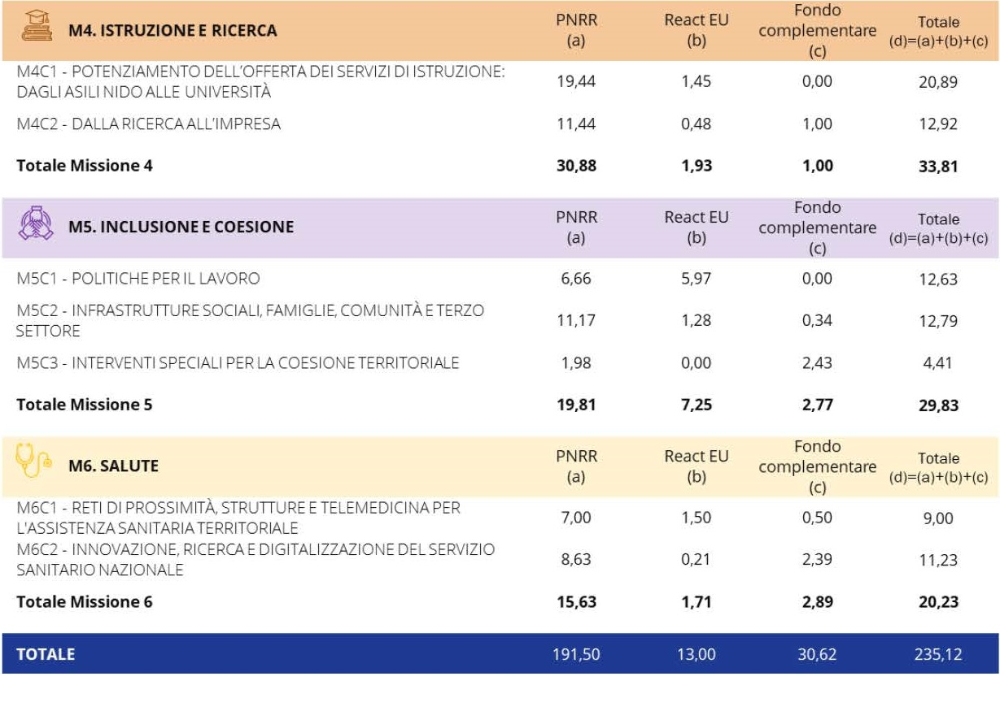 M4. ISTRUZIONE E RICERCA
PNRR
(a)
React EU
(b)
Fondo
complementare
(c)
Totale
(d)=(a)+(b)+(c)
M4C1 - POTENZIAMENTO DELL'OFFERTA DEI SERVIZI DI ISTRUZIONE:
DAGLI ASILI NIDO ALLE UNIVERSITÀ
19,44 1,45 0,00 20,89
M4C2 - DALLA RICERCA ALL'IMPRESA 11,44 0,48 1,00 12,92
Totale Missione 4 30,88 1,93 1,00 33,81
M5. INCLUSIONE E COESIONE
PNRR
(a)
React EU
(b)
Fondo
complementare
(c)
Totale
(d)=(a)+(b)+(c)
M5C1 - POLITICHE PER IL LAVORO 6,66 5,97 0,00 12,63
M5C2 - INFRASTRUTTURE SOCIALI, FAMIGLIE, COMUNITÀ E TERZO
SETTORE
11,17 1,28 0,34 12,79
M5C3 - INTERVENTI SPECIALI PER LA COESIONE TERRITORIALE 1,98 0,00 2,43 4,41
Totale Missione 5 19,81 7,25 2,77 29,83
M6. SALUTE
PNRR
(a)
React EU
(b)
Fondo
complementare
(c)
Totale
(d)=(a)+(b)+(c)
M6C1 - RETI DI PROSSIMITÀ, STRUTTURE E TELEMEDICINA PER
L'ASSISTENZA SANITARIA TERRITORIALE
7,00 1,50 0,50 9,00
M6C2 - INNOVAZIONE, RICERCA E DIGITALIZZAZIONE DEL SERVIZIO
SANITARIO NAZIONALE
8,63 0,21 2,39 11,23
Totale Missione 6 15,63 1,71 2,89 20,23
TOTALE 191,50 13,00 30,62 235,12